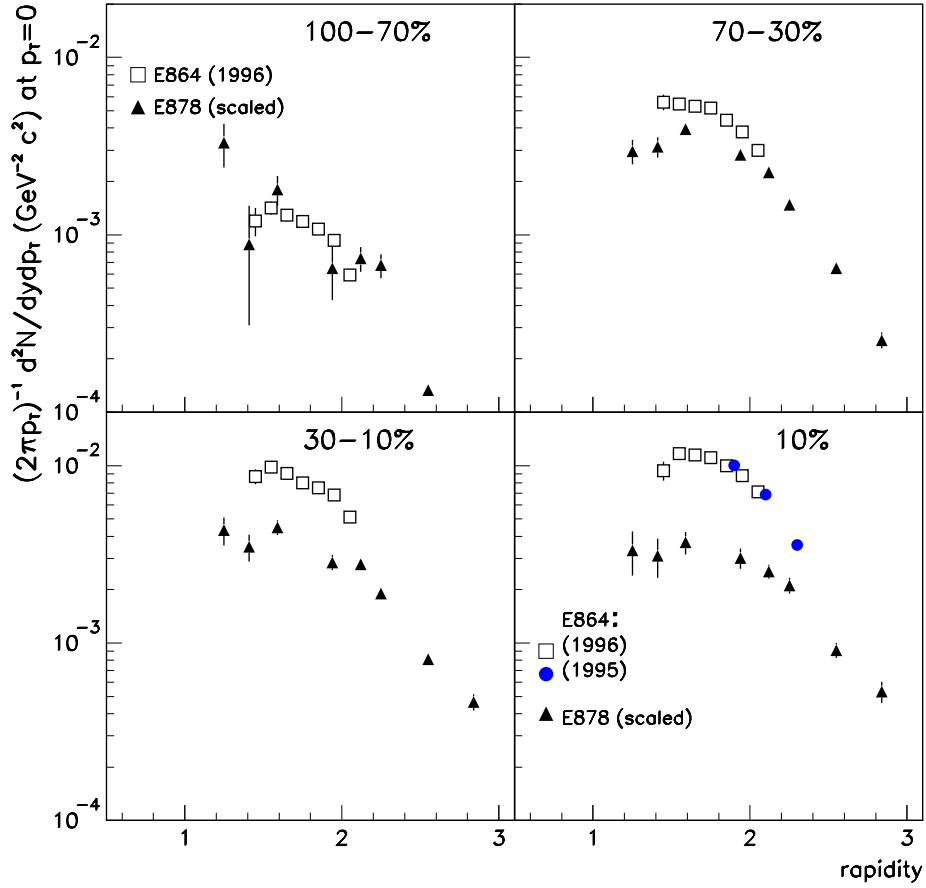 (2πp_T)⁻¹ d²N/dydp_T (GeV⁻² c²) at p_T=0
100−70%
70−30%
10⁻²
E864 (1996)
E878 (scaled)
10⁻³
10⁻⁴
30−10%
10%
10⁻²
E864:
(1996)
(1995)
10⁻³
E878 (scaled)
10⁻⁴
1 2 3 1 2 3
rapidity